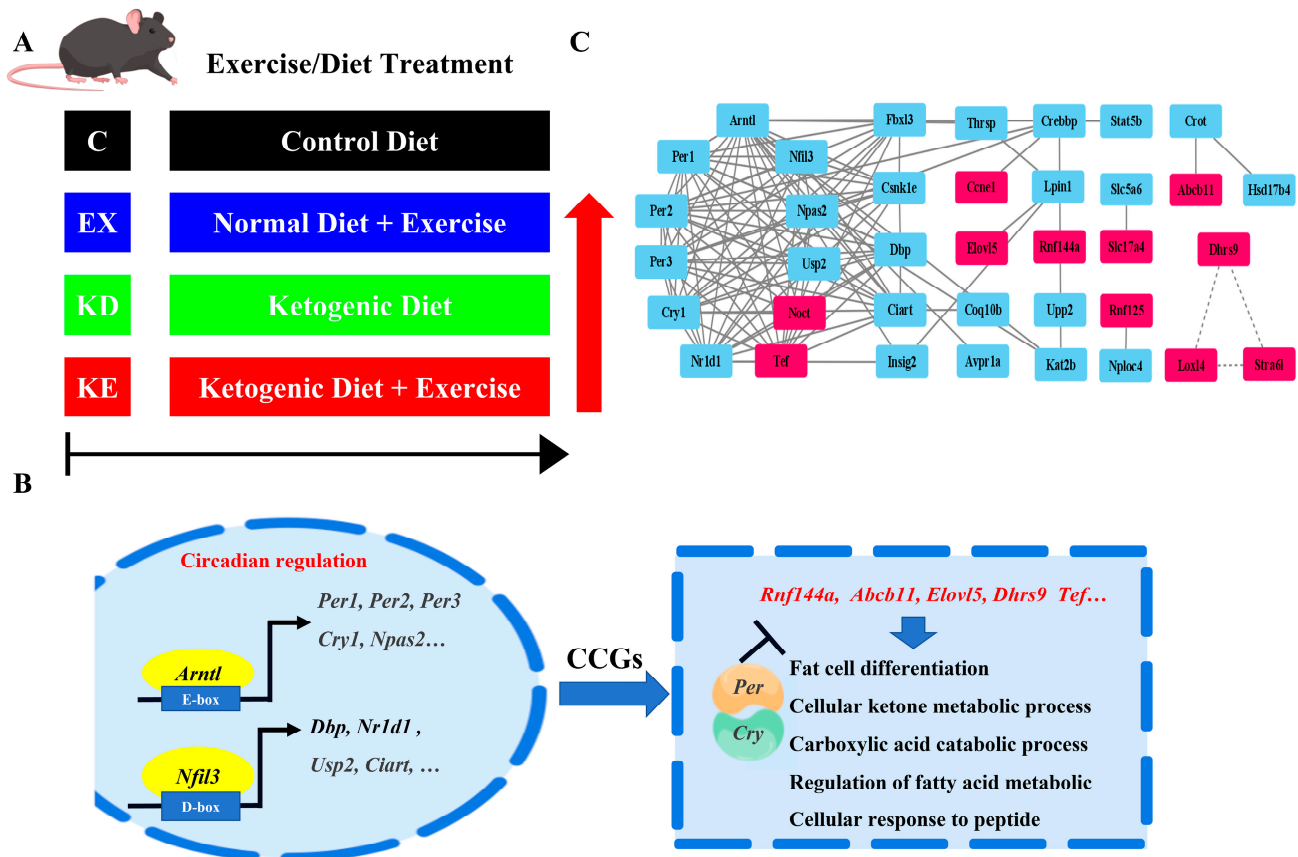 A
Exercise/Diet Treatment
C Control Diet
EX Normal Diet + Exercise
KD Ketogenic Diet
KE Ketogenic Diet + Exercise
C
Arntl Fbxl3 Thrsp Crebbp Stat5b Crot
Per1 Nfil3
Csnk1e Ccne1 Lpin1 Slc5a6 Abcb11 Hsd17b4
Per2 Npas2
Per3 Usp2 Dbp Elovl5 Rnf144a Slc17a4 Dhrs9
Cry1 Noct Ciart Coq10b Upp2 Rnf125
Nr1d1 Tef Insig2 Avpr1a Kat2b Nploc4 Loxl4 Stra6l
B
Circadian regulation
Per1, Per2, Per3
Cry1, Npas2…
Arntl
E-box
Dbp, Nr1d1 ,
Usp2, Ciart, …
Nfil3
D-box
CCGs
Rnf144a, Abcb11, Elovl5, Dhrs9 Tef…
Per
Cry
Fat cell differentiation
Cellular ketone metabolic process
Carboxylic acid catabolic process
Regulation of fatty acid metabolic
Cellular response to peptide